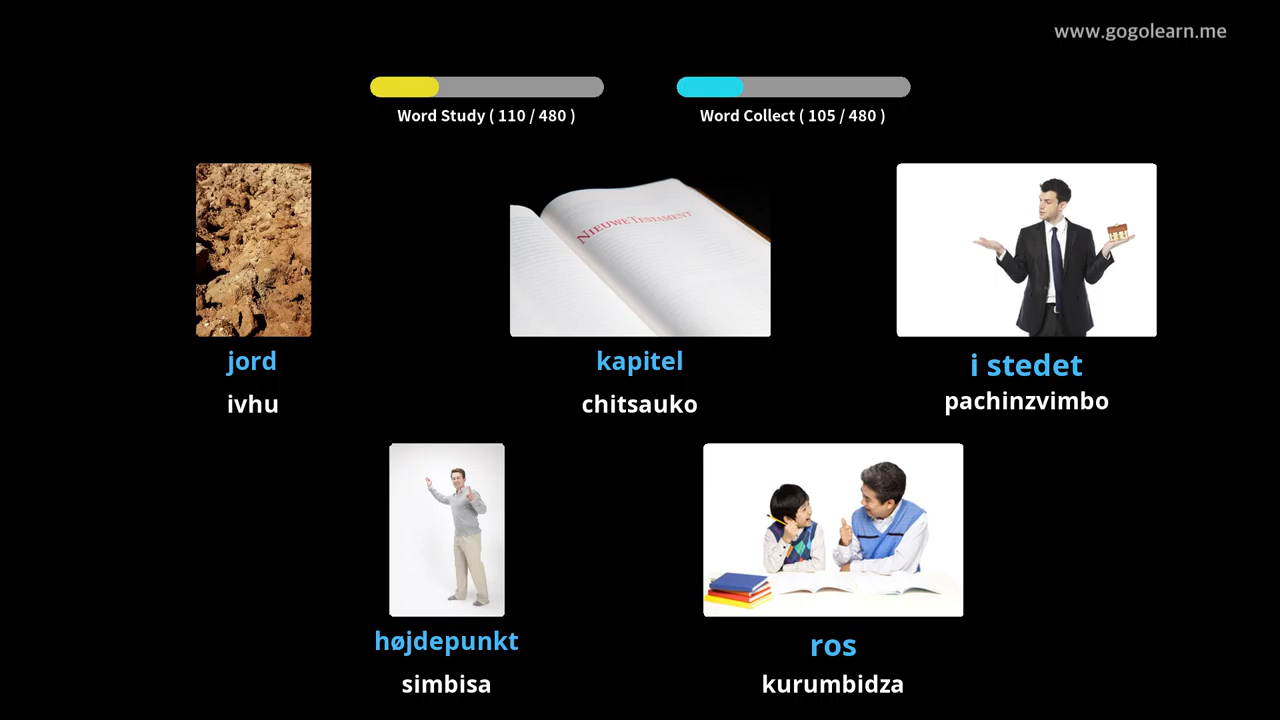 www.gogolearn.me
Word Study ( 110 / 480 )
Word Collect ( 105 / 480 )
NIEUWE TESTAMENT
jord
kapitel
i stedet
ivhu
chitsauko
pachinzvimbo
højdepunkt
ros
simbisa
kurumbidza